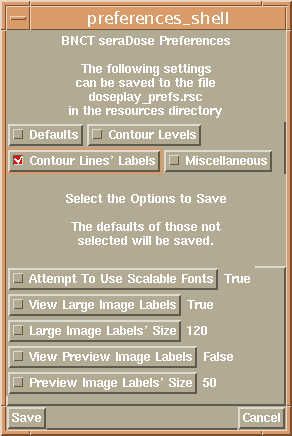 preferences_shell
BNCT seraDose Preferences
The following settings
can be saved to the file
doseplay_prefs.rsc
in the resources directory
Defaults Contour Levels
Contour Lines' Labels Miscellaneous
Select the Options to Save
The defaults of those not
selected will be saved.
Attempt To Use Scalable Fonts True
View Large Image Labels True
Large Image Labels' Size 120
View Preview Image Labels False
Preview Image Labels' Size 50
Save Cancel